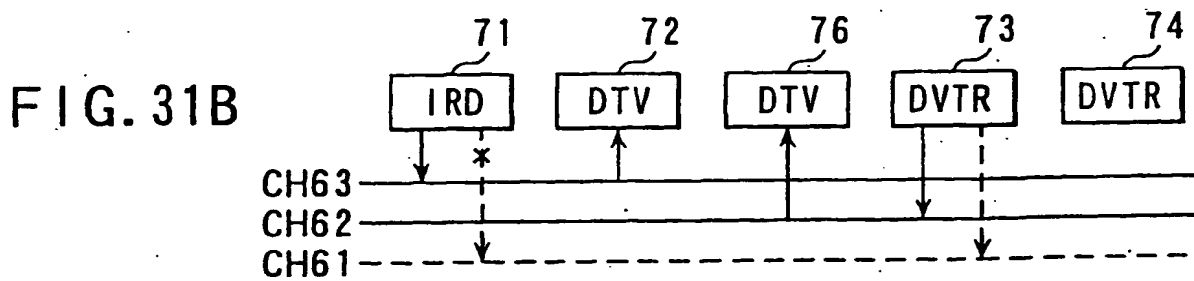 71 72 76 73 74
FIG. 31B
IRD DTV DTV DVTR DVTR
CH63
CH62
CH61